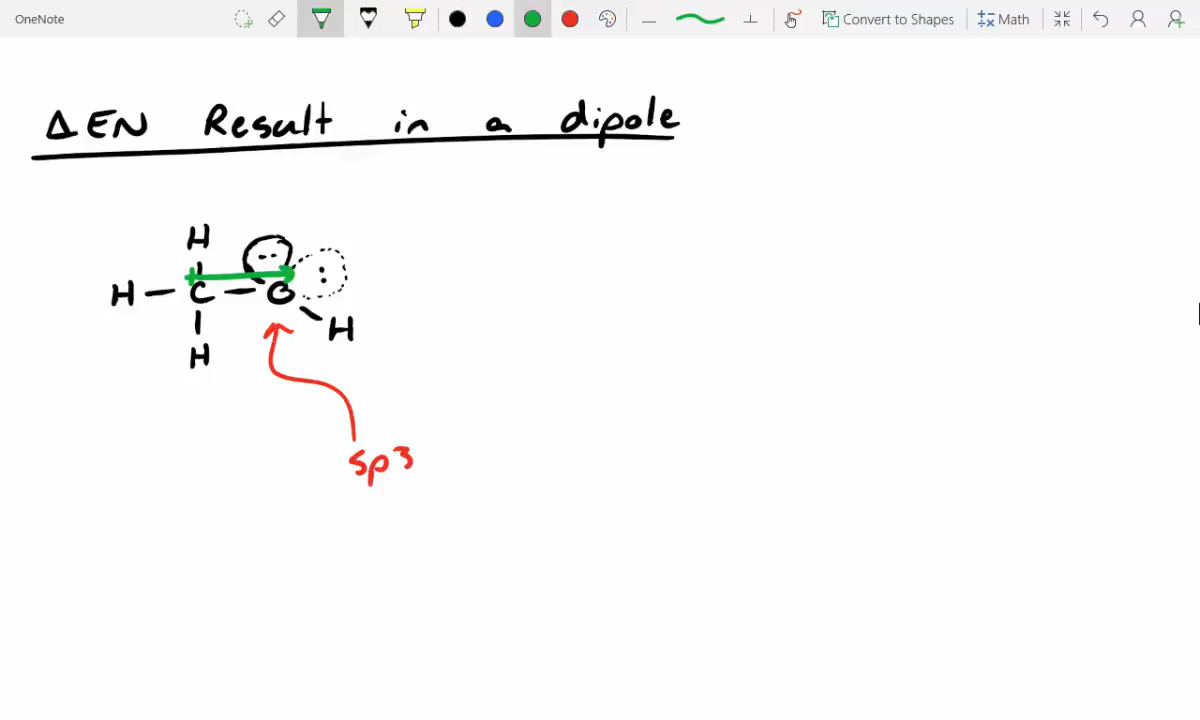 OneNote Convert to Shapes Math
ΔEN Result in a dipole
H
H — C — O
H
H
sp3